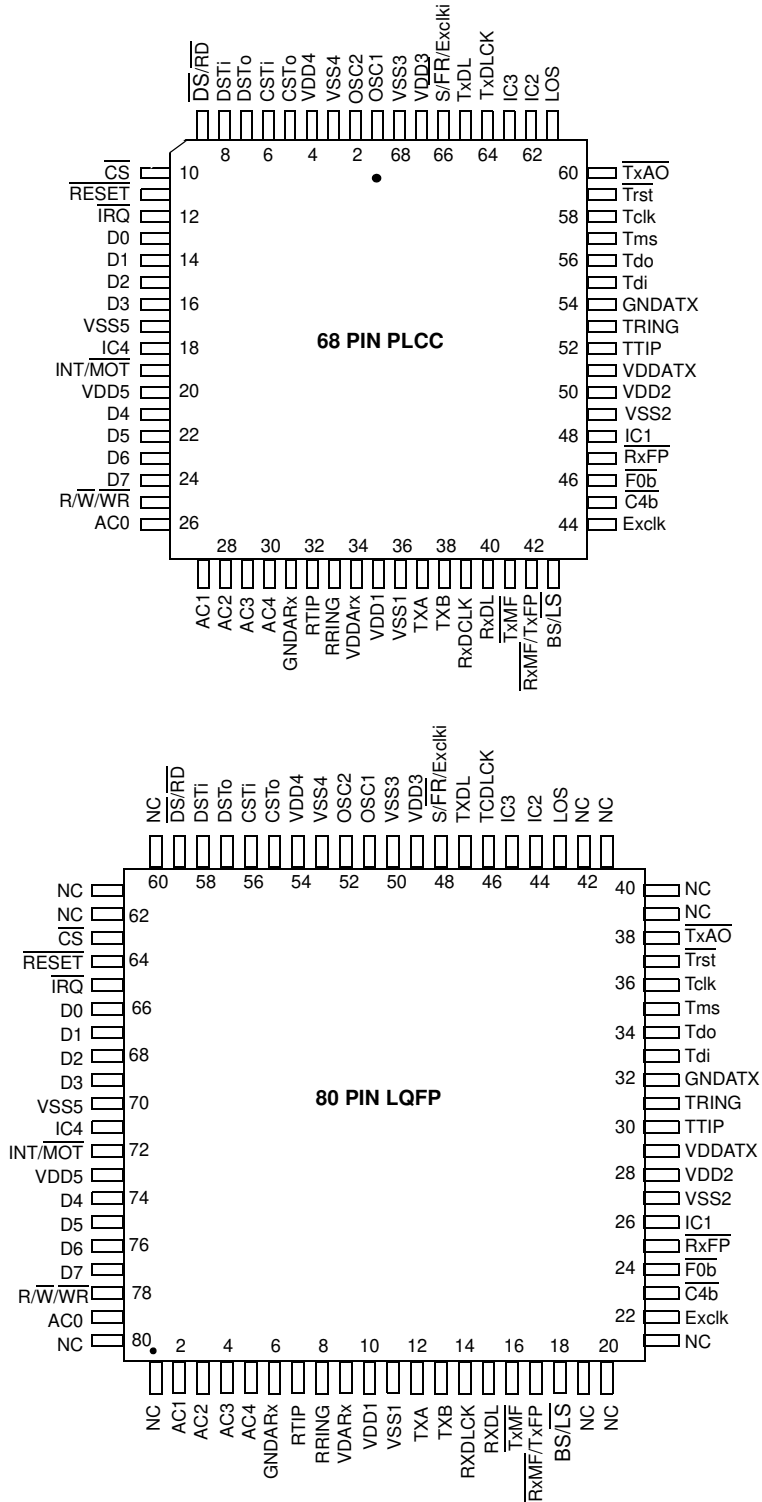 DS/RD DSTi DSTo CSTi CSTo VDD4 VSS4 OSC2 OSC1 VSS3 VDD3 S/FR/Exclki TxDL TxDLCK IC3 IC2 LOS
8 6 4 2 68 66 64 62
CS 10 60 TxAO
RESET Trst
IRQ 12 58 Tclk
D0 Tms
D1 14 56 Tdo
D2 Tdi
D3 16 54 GNDATX
VSS5 TRING
IC4 18 52 TTIP
INT/MOT VDDATX
VDD5 20 50 VDD2
D4 VSS2
D5 22 48 IC1
D6 RxFP
D7 24 46 F0b
R/W/WR C4b
AC0 26 44 Exclk
68 PIN PLCC
28 30 32 34 36 38 40 42
AC1 AC2 AC3 AC4 GNDARx RTIP RRING VDDArx VDD1 VSS1 TXA TXB RxDCLK RxDL TxMF RxMF/TxFP BS/LS
NC DS/RD DSTi DSTo CSTi CSTo VDD4 VSS4 OSC2 OSC1 VSS3 VDD3 S/FR/Exclki TXDL TCDLCK IC3 IC2 LOS NC NC
60 58 56 54 52 50 48 46 44 42
NC 40 NC
NC 62 NC
CS 38 TxAO
RESET 64 Trst
IRQ 36 Tclk
D0 66 Tms
D1 34 Tdo
D2 68 Tdi
D3 32 GNDATX
VSS5 70 TRING
IC4 30 TTIP
INT/MOT 72 VDDATX
VDD5 28 VDD2
D4 74 VSS2
D5 26 IC1
D6 76 RxFP
D7 24 F0b
R/W/WR 78 C4b
AC0 22 Exclk
NC 80 NC
80 PIN LQFP
2 4 6 8 10 12 14 16 18 20
NC AC1 AC2 AC3 AC4 GNDARx RTIP RRING VDARx VDD1 VSS1 TXA TXB RXDLCK RXDL TxMF RxMF/TxFP BS/LS NC NC